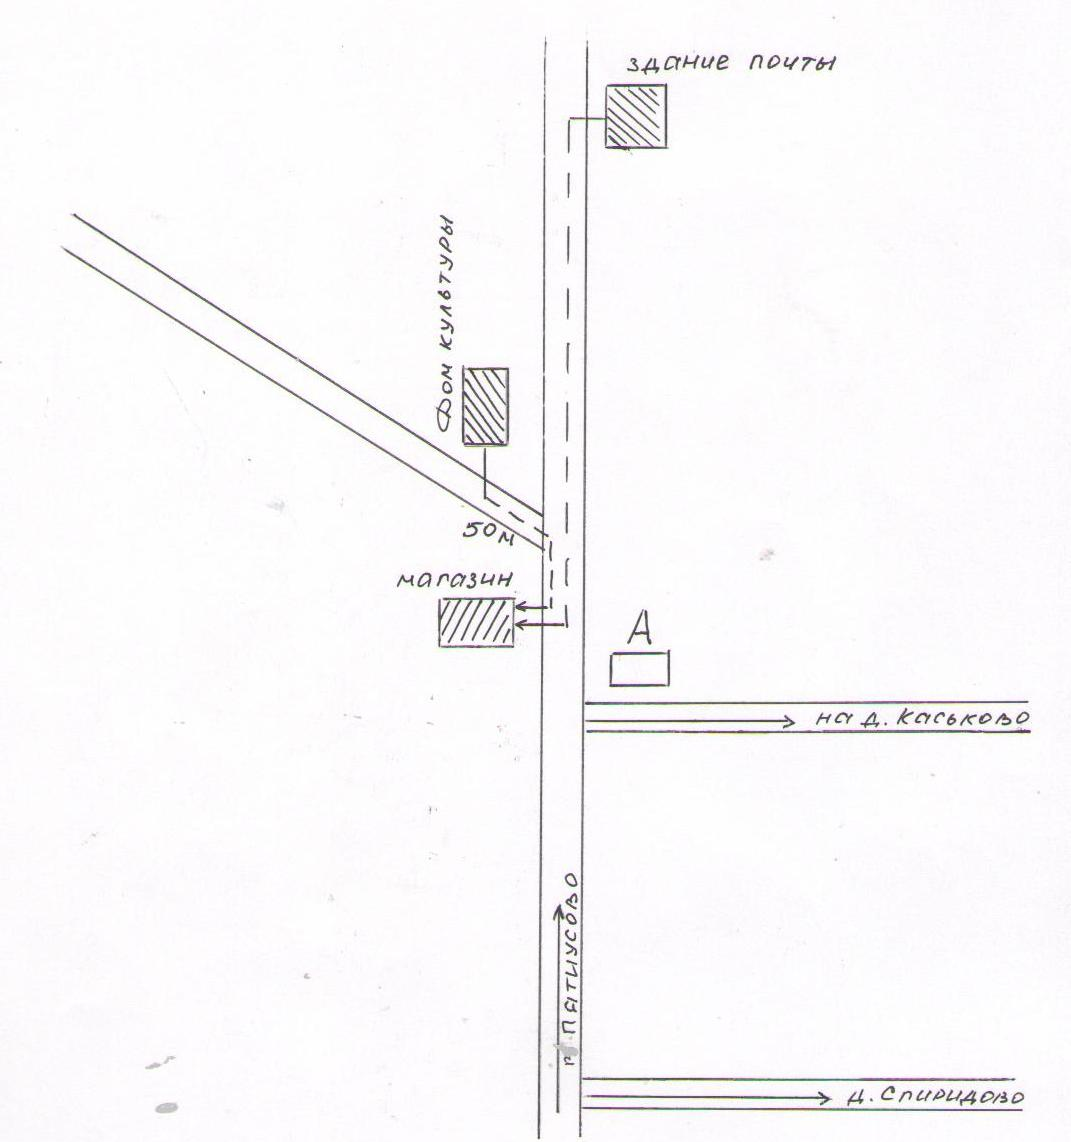 здание почты
Дом культуры
50м
магазин
А
на д. Каськово
Патиусово
д. Спиридово